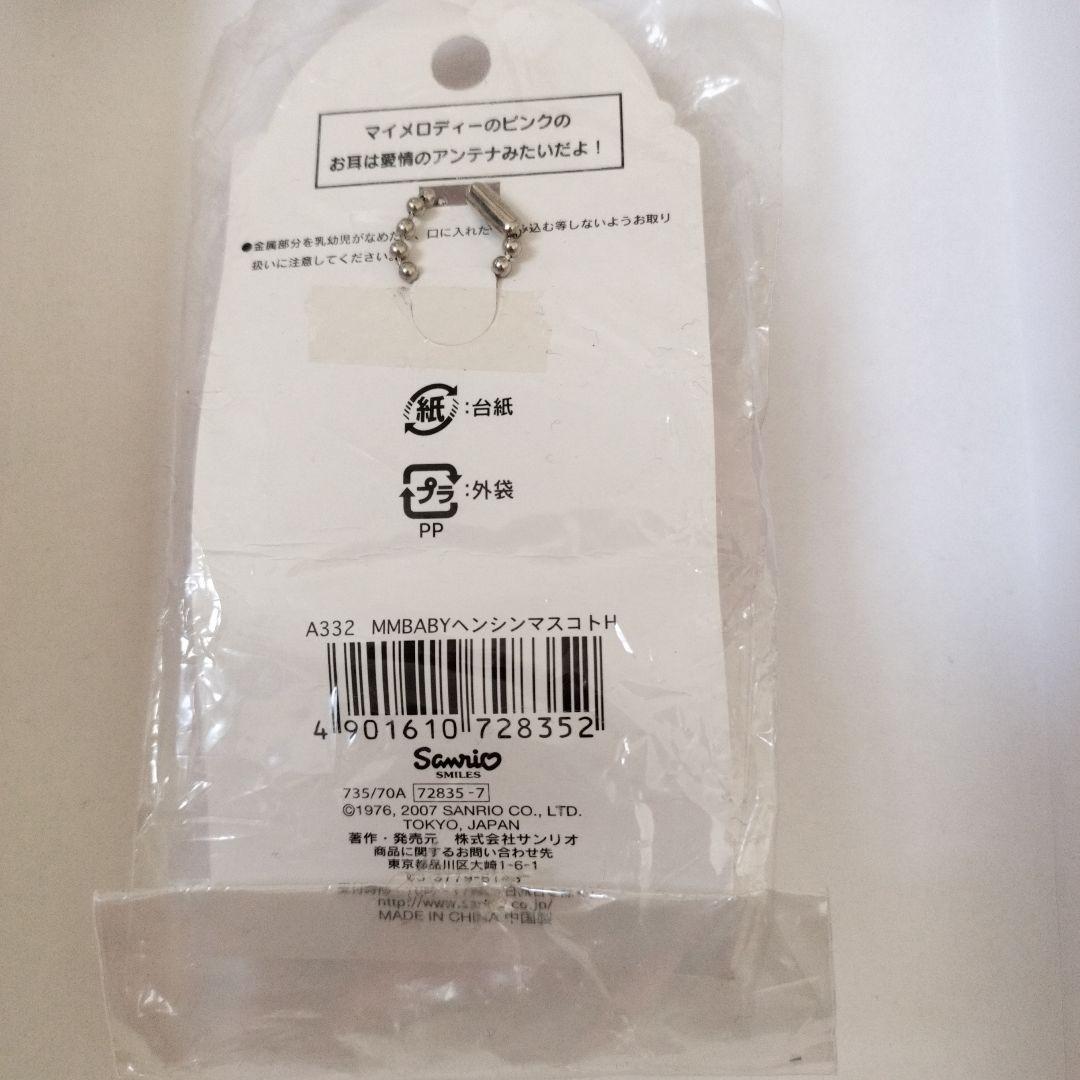 マイメロディーのピンクの
お耳は愛情のアンテナみたいだよ！
●金属部分を乳幼児がなめ 、口に入れた み込む等しないようお取り
扱いに注意してください。
紙:台紙
プラ:外袋
PP
A332 MMBABYヘンシンマスコトH
4 901610 728352
Sanrio
SMILES
735/70A 72835-7
©1976, 2007 SANRIO CO., LTD.
TOKYO, JAPAN
著作・発売元 株式会社サンリオ
商品に関するお問い合わせ先
東京都品川区大崎1-6-1
http://www.sanrio.co.jp/
MADE IN CHINA 中国製